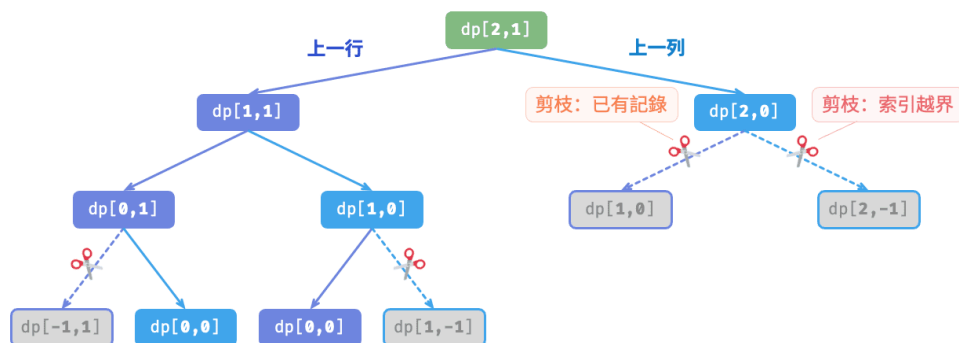 dp[2,1]
上一行
上一列
dp[1,1]
剪枝：已有記錄
dp[2,0]
剪枝：索引越界
dp[0,1]
dp[1,0]
dp[1,0]
dp[2,-1]
dp[-1,1]
dp[0,0]
dp[0,0]
dp[1,-1]